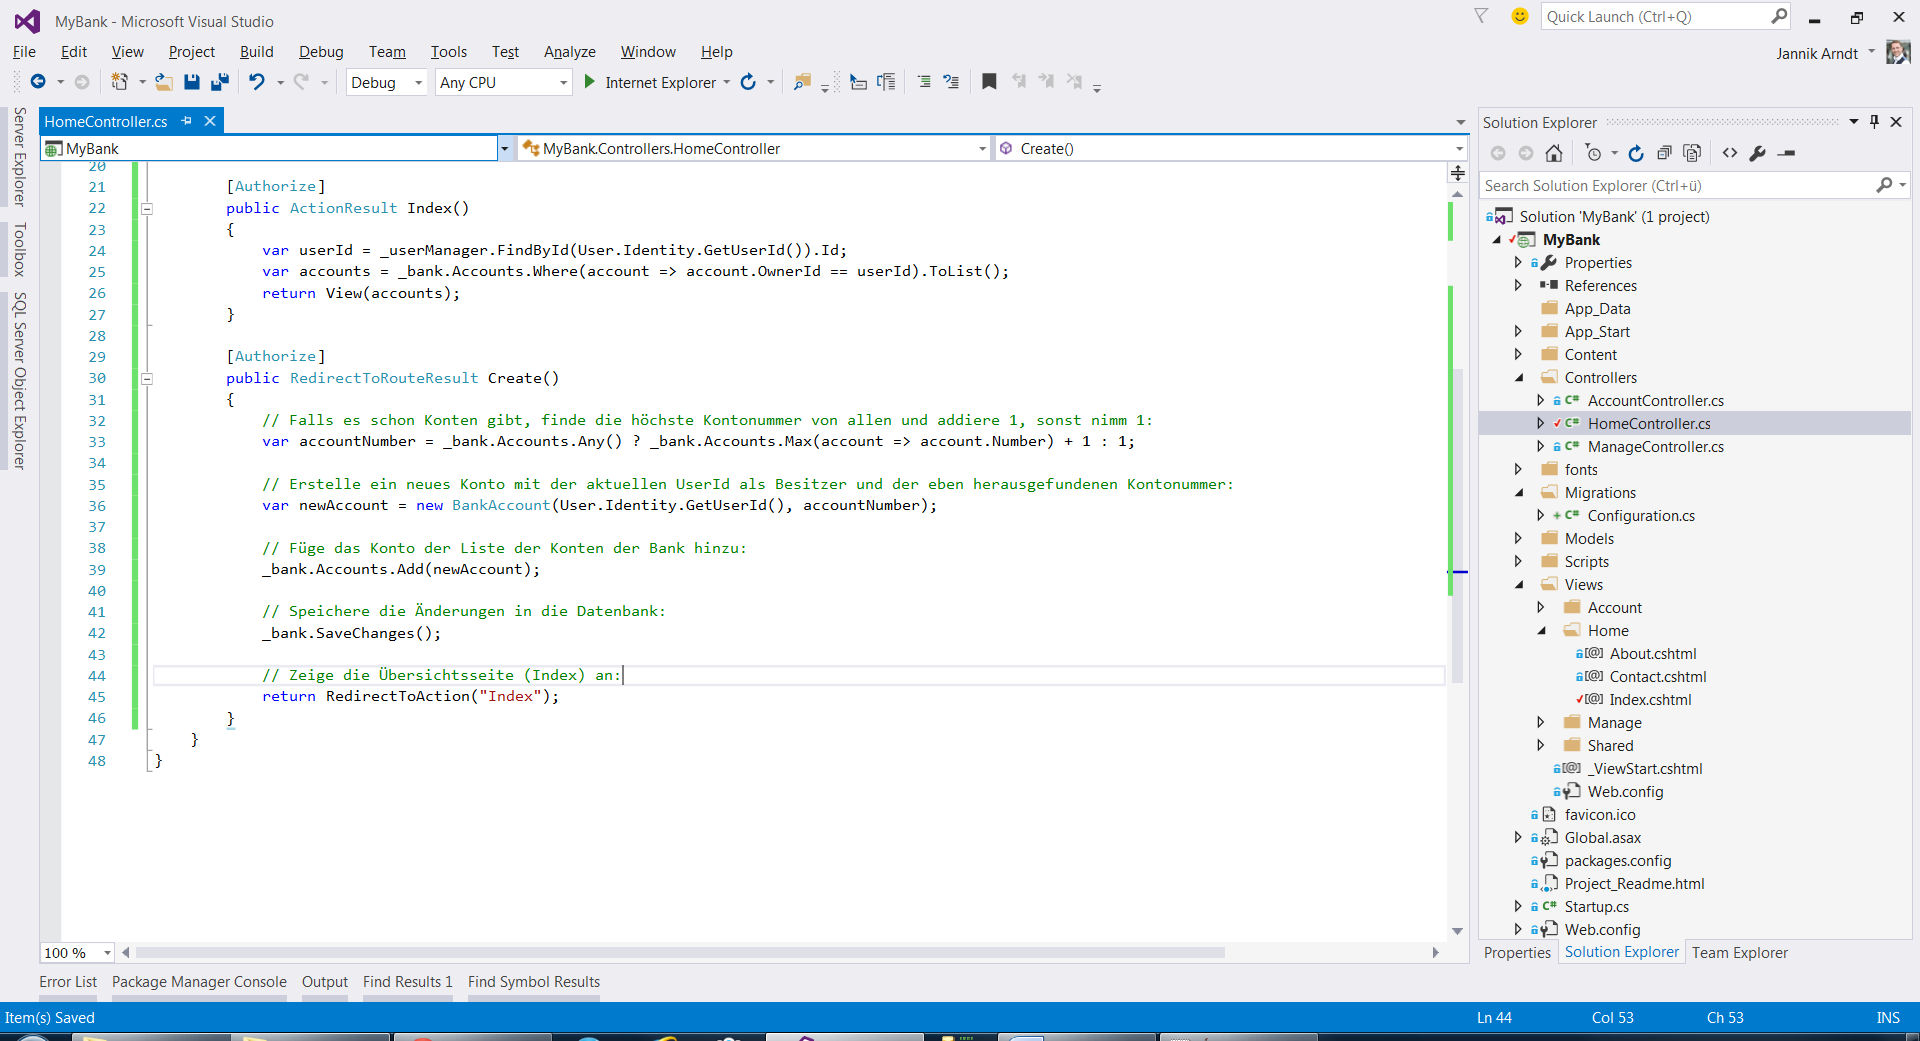 MyBank - Microsoft Visual Studio
Quick Launch (Ctrl+Q)
File Edit View Project Build Debug Team Tools Test Analyze Window Help
Jannik Arndt
Debug Any CPU Internet Explorer
Server Explorer
Toolbox
SQL Server Object Explorer
HomeController.cs
MyBank MyBank.Controllers.HomeController Create()
20
21 [Authorize]
22 public ActionResult Index()
23 {
24 var userId = _userManager.FindById(User.Identity.GetUserId()).Id;
25 var accounts = _bank.Accounts.Where(account => account.OwnerId == userId).ToList();
26 return View(accounts);
27 }
28
29 [Authorize]
30 public RedirectToRouteResult Create()
31 {
32 // Falls es schon Konten gibt, finde die höchste Kontonummer von allen und addiere 1, sonst nimm 1:
33 var accountNumber = _bank.Accounts.Any() ? _bank.Accounts.Max(account => account.Number) + 1 : 1;
34
35 // Erstelle ein neues Konto mit der aktuellen UserId als Besitzer und der eben herausgefundenen Kontonummer:
36 var newAccount = new BankAccount(User.Identity.GetUserId(), accountNumber);
37
38 // Füge das Konto der Liste der Konten der Bank hinzu:
39 _bank.Accounts.Add(newAccount);
40
41 // Speichere die Änderungen in die Datenbank:
42 _bank.SaveChanges();
43
44 // Zeige die Übersichtsseite (Index) an:
45 return RedirectToAction("Index");
46 }
47 }
48 }
100 %
Error List Package Manager Console Output Find Results 1 Find Symbol Results
Solution Explorer
Search Solution Explorer (Ctrl+ü)
Solution 'MyBank' (1 project)
MyBank
Properties
References
App_Data
App_Start
Content
Controllers
C# AccountController.cs
C# HomeController.cs
C# ManageController.cs
fonts
Migrations
C# Configuration.cs
Models
Scripts
Views
Account
Home
[@] About.cshtml
[@] Contact.cshtml
[@] Index.cshtml
Manage
Shared
[@] _ViewStart.cshtml
Web.config
favicon.ico
Global.asax
packages.config
Project_Readme.html
C# Startup.cs
Web.config
Properties Solution Explorer Team Explorer
Item(s) Saved Ln 44 Col 53 Ch 53 INS